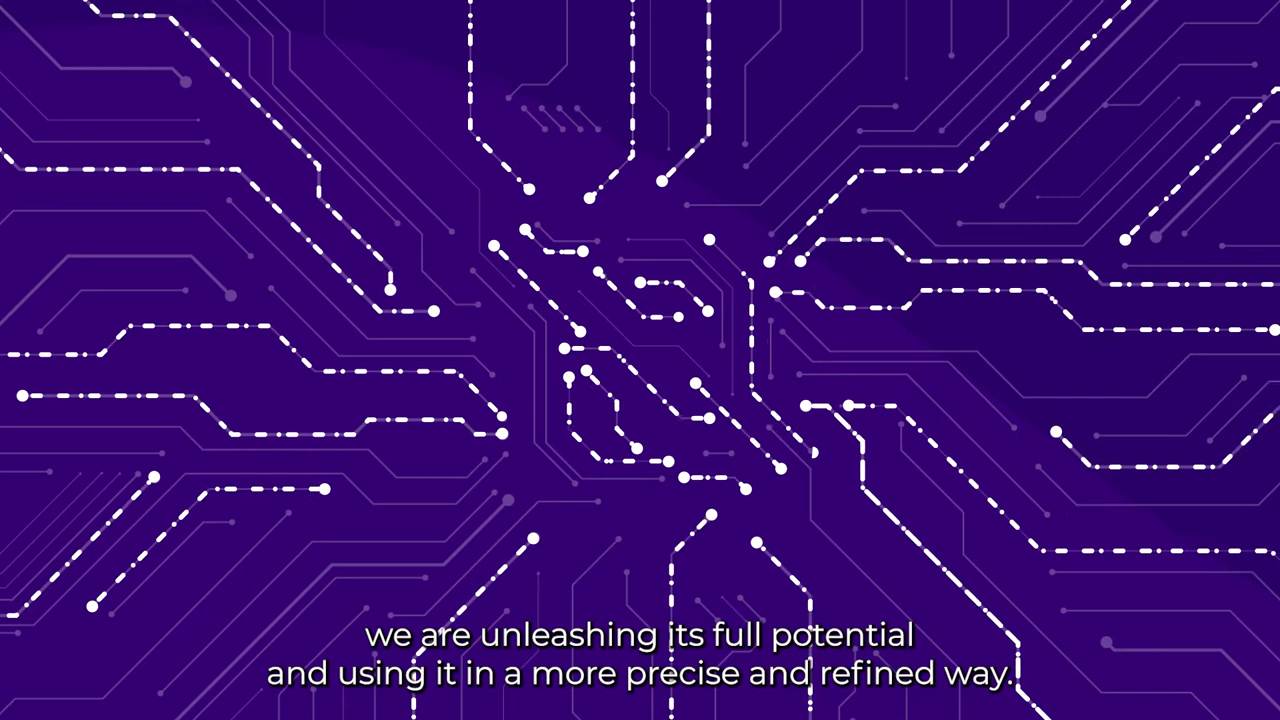 we are unleashing its full potential
and using it in a more precise and refined way.